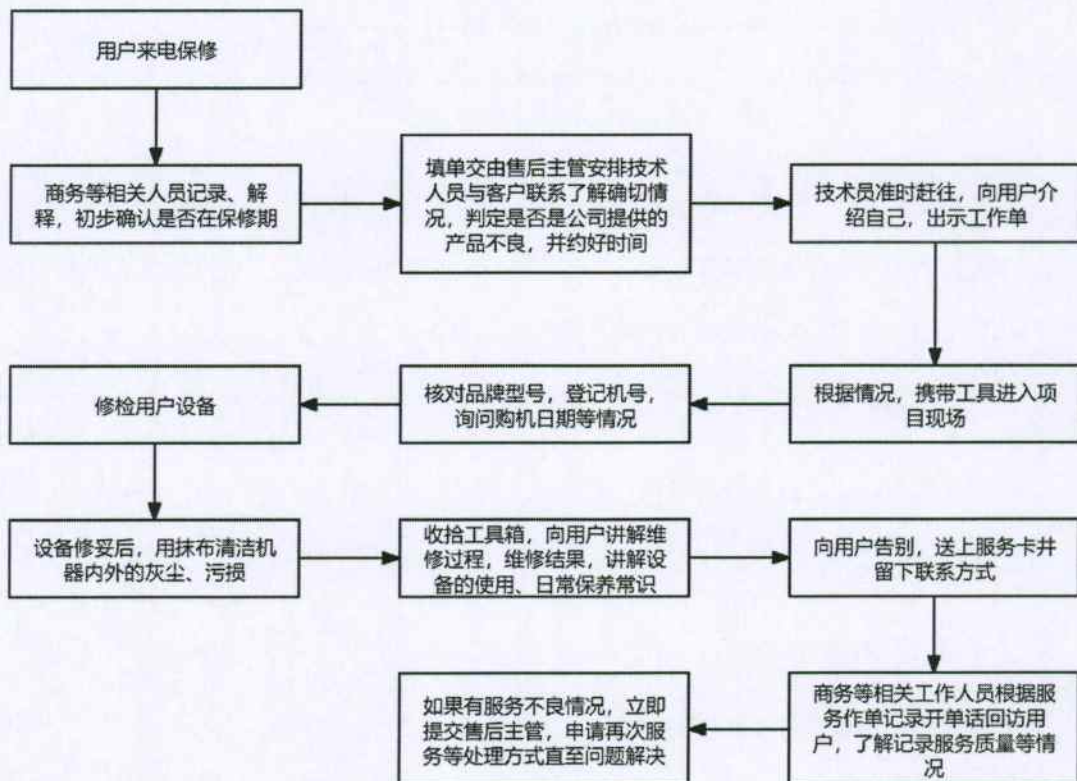 用户来电保修
商务等相关人员记录、解
释，初步确认是否在保修期
填单交由售后主管安排技术
人员与客户联系了解确切情
况，判定是否是公司提供的
产品不良，并约好时间
技术员准时赶往，向用户介
绍自己，出示工作单
根据情况，携带工具进入项
目现场
核对品牌型号，登记机号，
询问购机日期等情况
修检用户设备
设备修妥后，用抹布清洁机
器内外的灰尘、污损
收拾工具箱，向用户讲解维
修过程，维修结果，讲解设
备的使用、日常保养常识
向用户告别，送上服务卡井
留下联系方式
商务等相关工作人员根据服
务作单记录开单话回访用
户，了解记录服务质量等情
况
如果有服务不良情况，立即
提交售后主管，申请再次服
务等处理方式直至问题解决